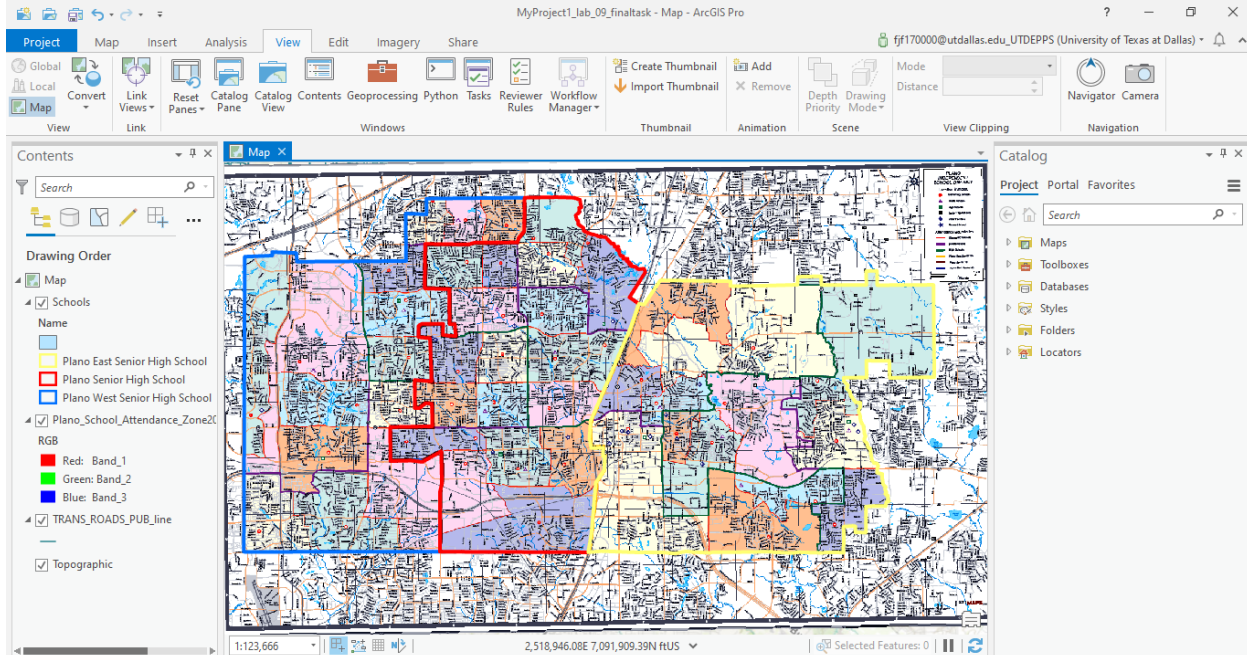 MyProject1_lab_09_finaltask - Map - ArcGIS Pro
?
Project Map Insert Analysis View Edit Imagery Share
fjf170000@utdallas.edu_UTDEPPS (University of Texas at Dallas)
Global
Local
Map
Convert
Link Views
Reset Panes
Catalog Pane
Catalog View
Contents
Geoprocessing
Python
Tasks
Reviewer Rules
Workflow Manager
Create Thumbnail
Import Thumbnail
Add
Remove
Depth Priority
Drawing Mode
Mode
Distance
Navigator
Camera
View Link Windows Thumbnail Animation Scene View Clipping Navigation
Contents
Search
Drawing Order
Map
Schools
Name
Plano East Senior High School
Plano Senior High School
Plano West Senior High School
Plano_School_Attendance_Zone20
RGB
Red: Band_1
Green: Band_2
Blue: Band_3
TRANS_ROADS_PUB_line
Topographic
Map
1:123,666
2,518,946.08E 7,091,909.39N ftUS
Selected Features: 0
Catalog
Project Portal Favorites
Search
Maps
Toolboxes
Databases
Styles
Folders
Locators